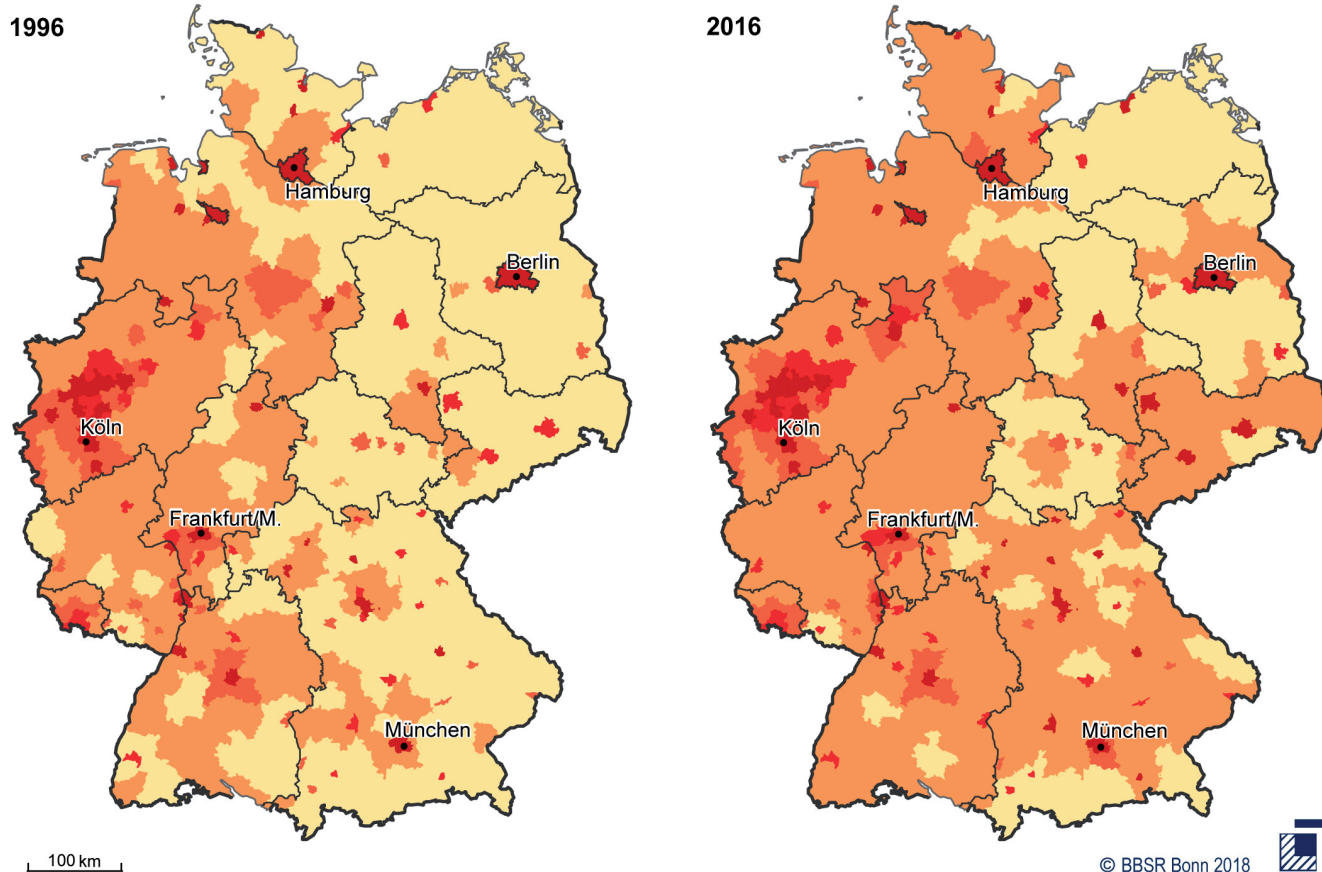 1996
Hamburg
Berlin
Köln
Frankfurt/M.
München
100 km
2016
Hamburg
Berlin
Köln
Frankfurt/M.
München
© BBSR Bonn 2018